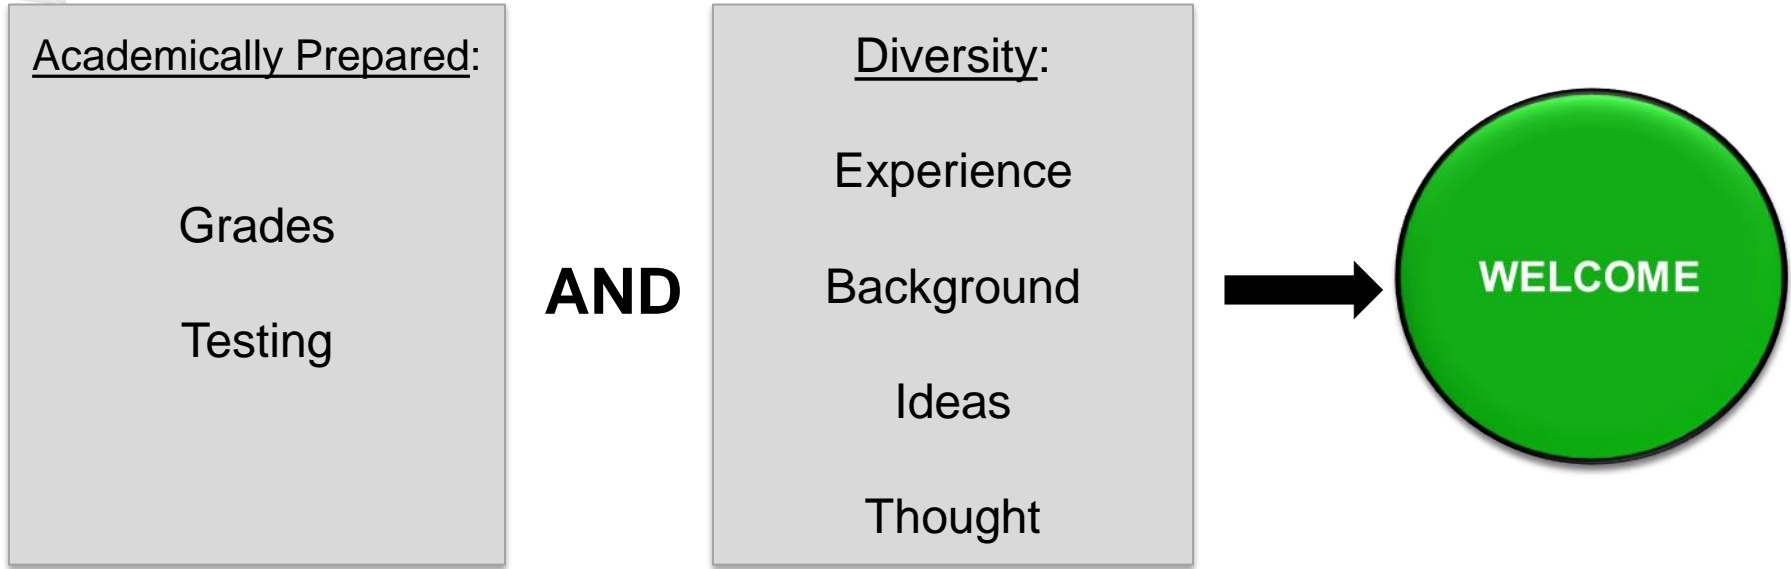 Academically Prepared:
Grades
Testing
AND
Diversity:
Experience
Background
Ideas
Thought
WELCOME